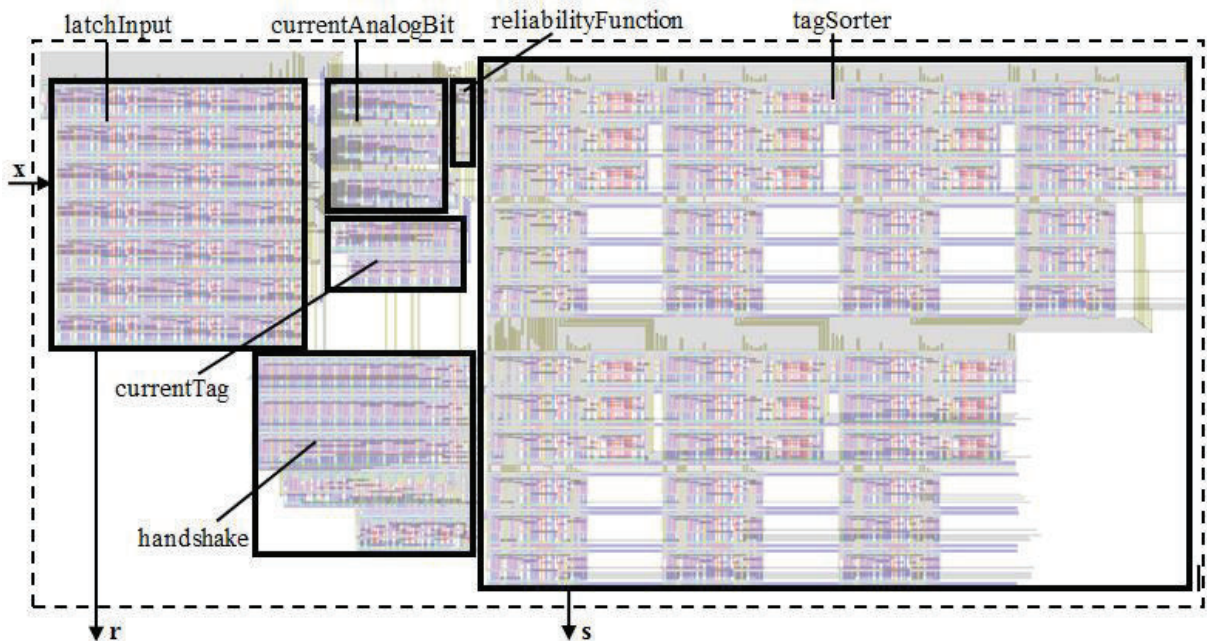 latchInput currentAnalogBit reliabilityFunction tagSorter
x
currentTag
handshake
r s